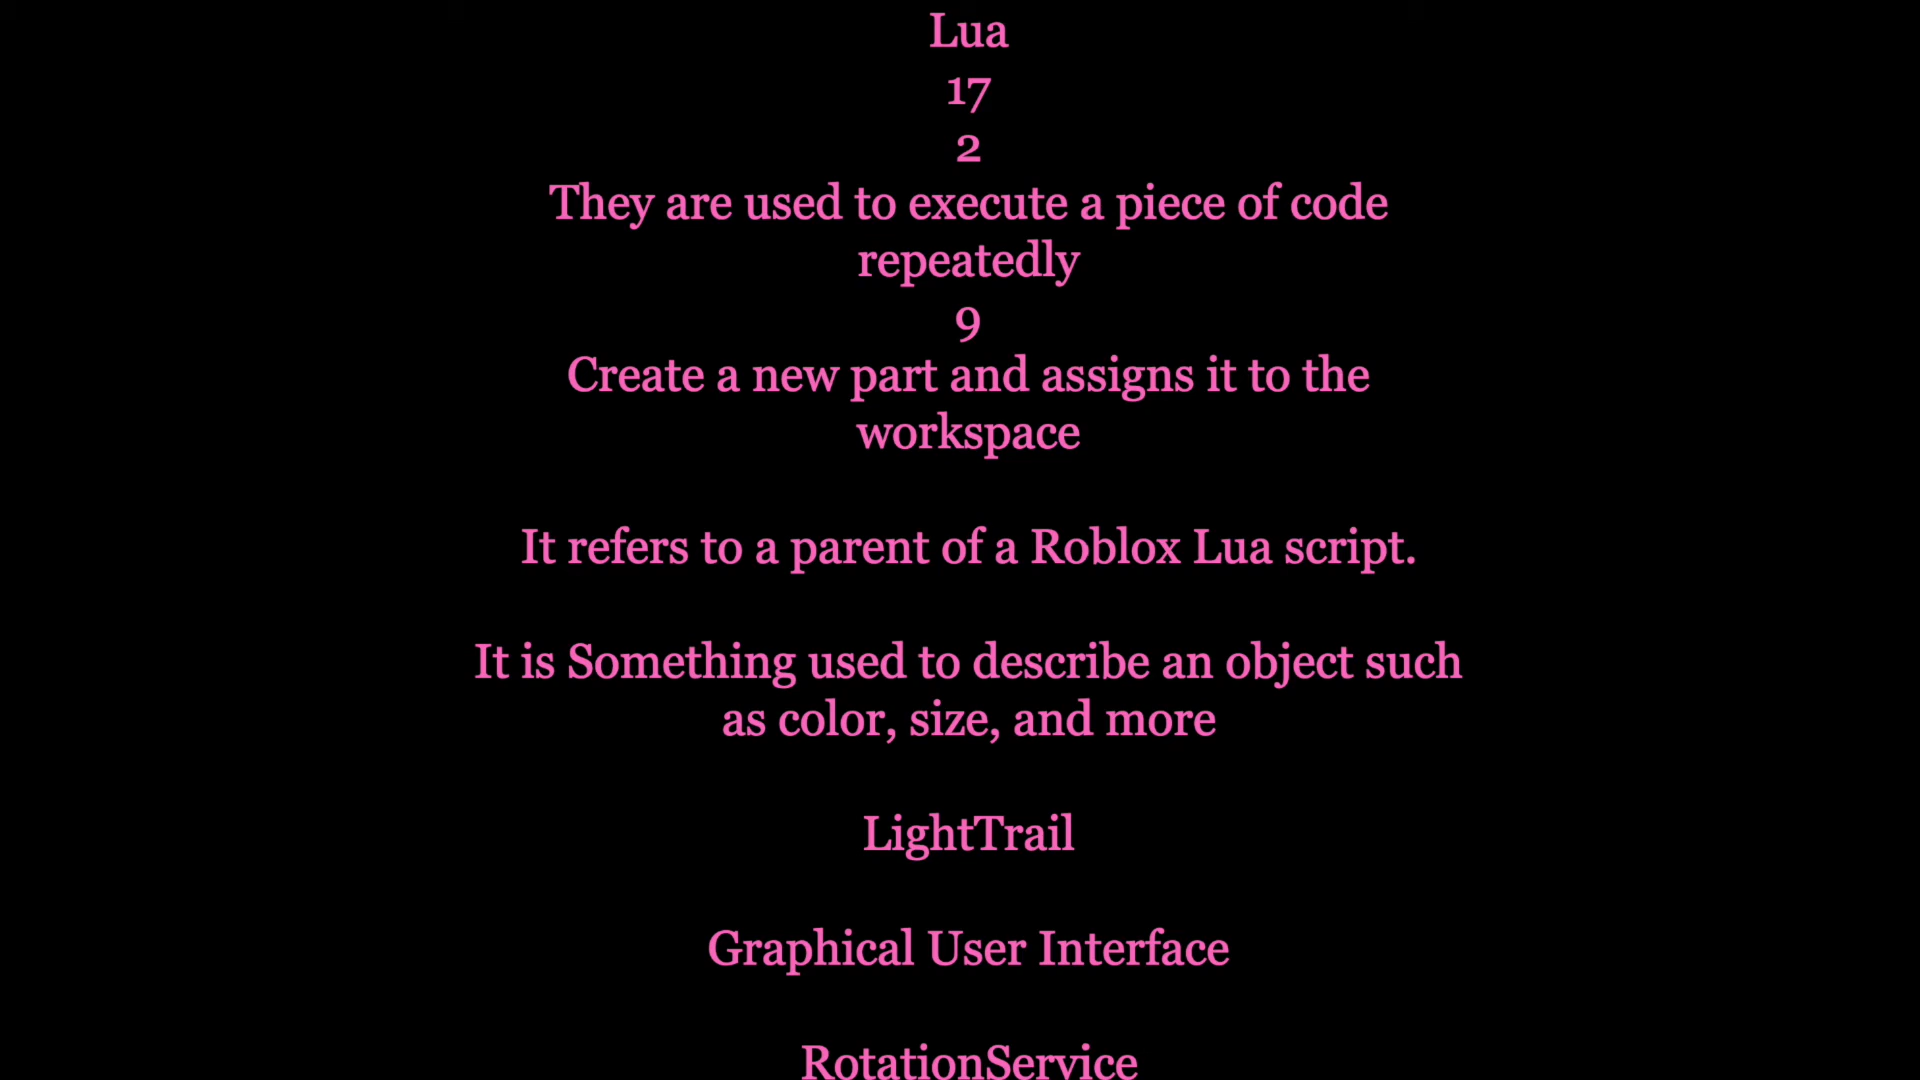 Lua
17
2
They are used to execute a piece of code
repeatedly
9
Create a new part and assigns it to the
workspace
It refers to a parent of a Roblox Lua script.
It is Something used to describe an object such
as color, size, and more
LightTrail
Graphical User Interface
RotationService